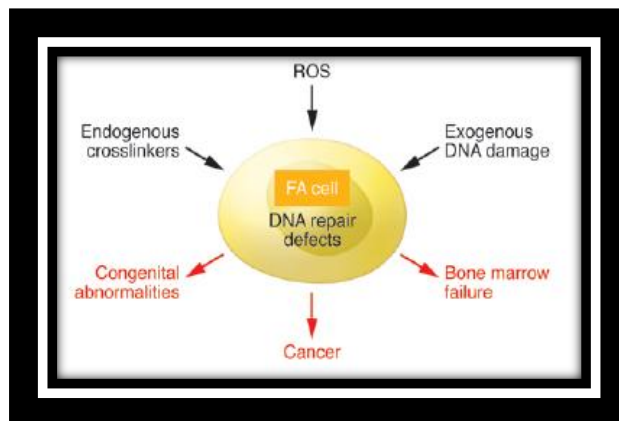 ROS
Endogenous
crosslinkers
Exogenous
DNA damage
FA cell
DNA repair
defects
Congenital
abnormalities
Bone marrow
failure
Cancer